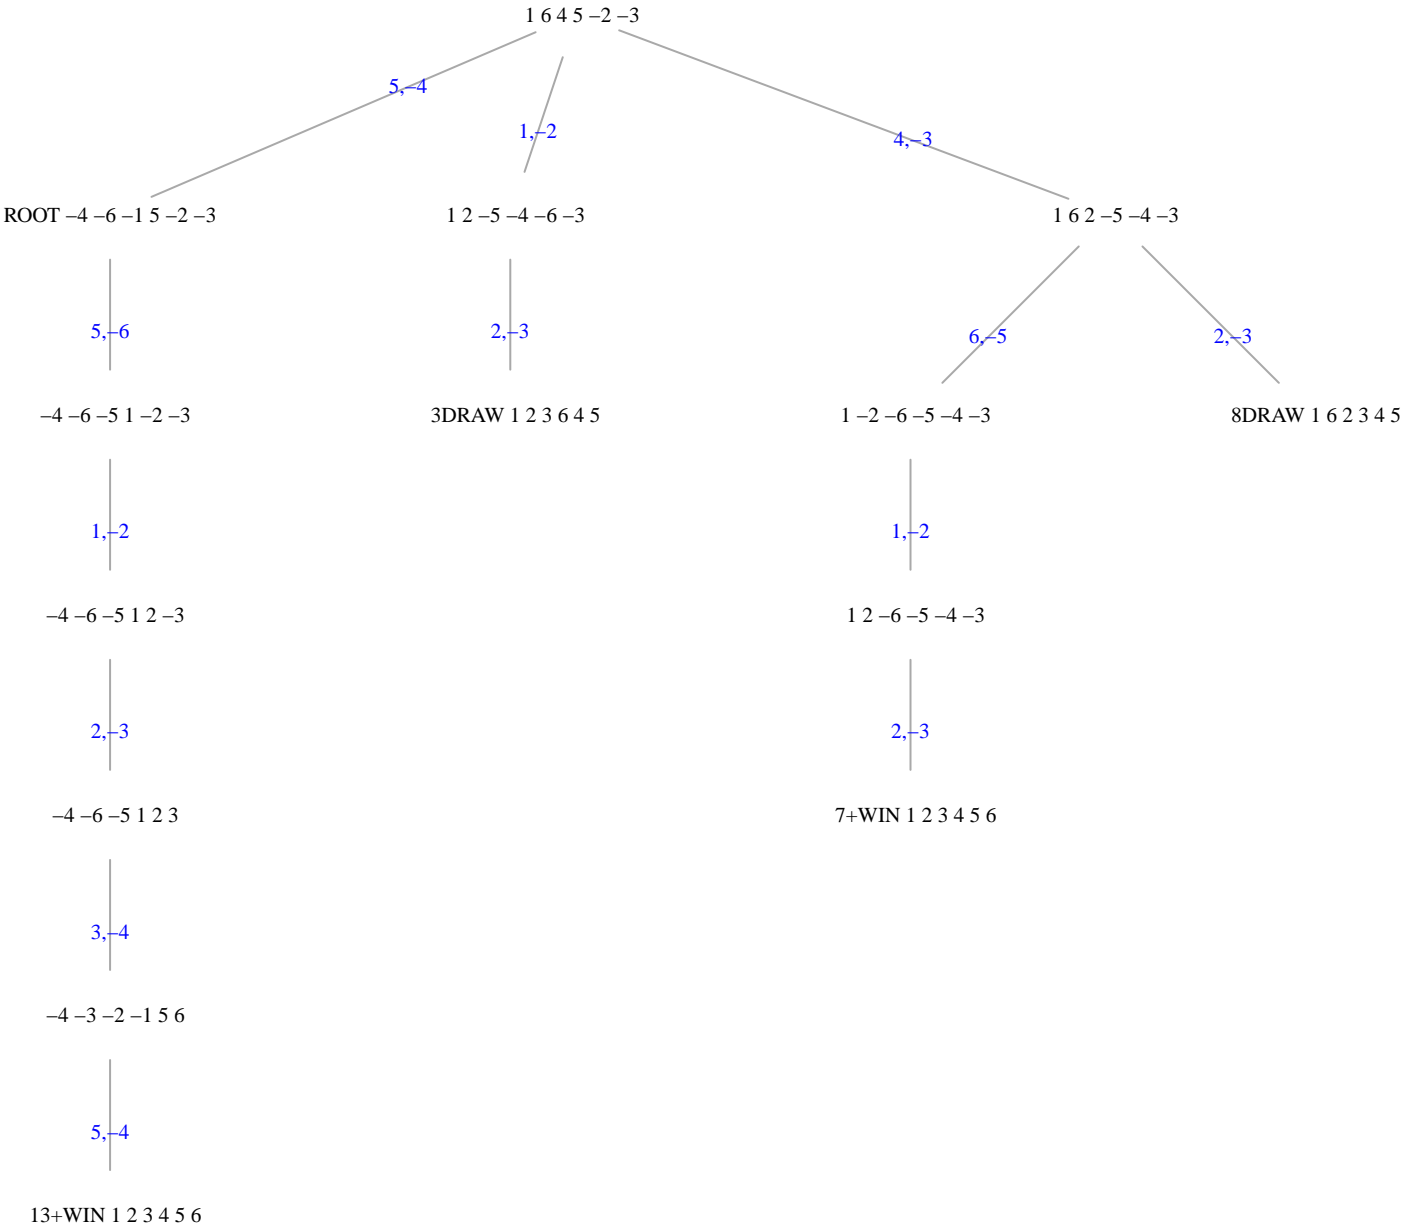 1 6 4 5 –2 –3
5,–4
1,–2
4,–3
ROOT –4 –6 –1 5 –2 –3
1 2 –5 –4 –6 –3
1 6 2 –5 –4 –3
5,–6
2,–3
6,–5
2,–3
–4 –6 –5 1 –2 –3
3DRAW 1 2 3 6 4 5
1 –2 –6 –5 –4 –3
8DRAW 1 6 2 3 4 5
1,–2
1,–2
–4 –6 –5 1 2 –3
1 2 –6 –5 –4 –3
2,–3
2,–3
–4 –6 –5 1 2 3
7+WIN 1 2 3 4 5 6
3,–4
–4 –3 –2 –1 5 6
5,–4
13+WIN 1 2 3 4 5 6